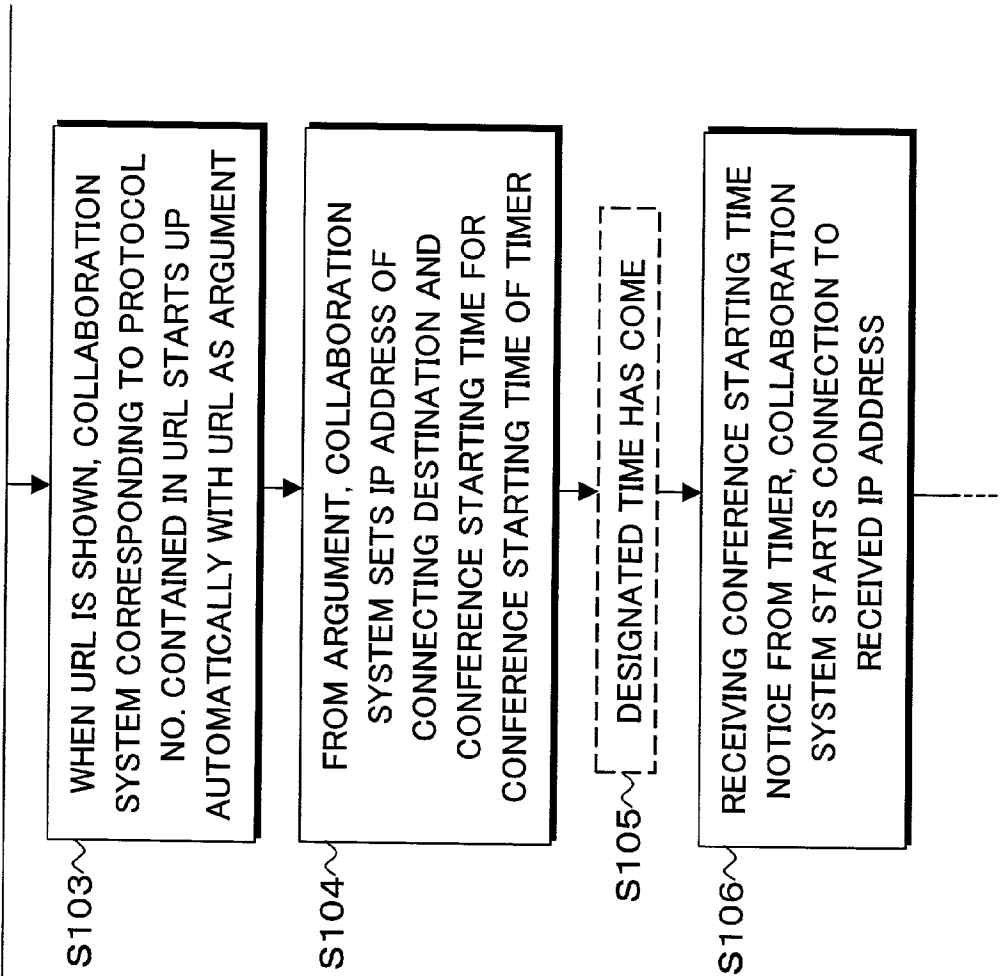 S103
WHEN URL IS SHOWN, COLLABORATION
SYSTEM CORRESPONDING TO PROTOCOL
NO. CONTAINED IN URL STARTS UP
AUTOMATICALLY WITH URL AS ARGUMENT
S104
FROM ARGUMENT, COLLABORATION
SYSTEM SETS IP ADDRESS OF
CONNECTING DESTINATION AND
CONFERENCE STARTING TIME FOR
CONFERENCE STARTING TIME OF TIMER
S105
DESIGNATED TIME HAS COME
S106
RECEIVING CONFERENCE STARTING TIME
NOTICE FROM TIMER, COLLABORATION
SYSTEM STARTS CONNECTION TO
RECEIVED IP ADDRESS